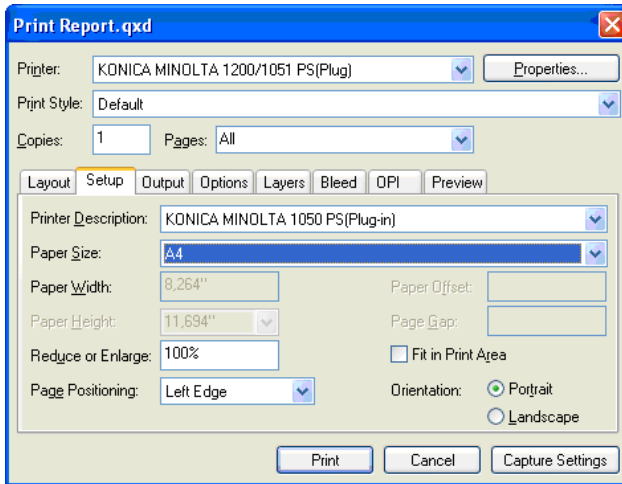 Print Report.qxd
Printer: KONICA MINOLTA 1200/1051 PS(Plug) Properties...
Print Style: Default
Copies: 1 Pages: All
Layout Setup Output Options Layers Bleed OPI Preview
Printer Description: KONICA MINOLTA 1050 PS(Plug-in)
Paper Size: A4
Paper Width: 8,264" Paper Offset:
Paper Height: 11,694" Page Gap:
Reduce or Enlarge: 100% Fit in Print Area
Page Positioning: Left Edge Orientation: Portrait
Landscape
Print Cancel Capture Settings